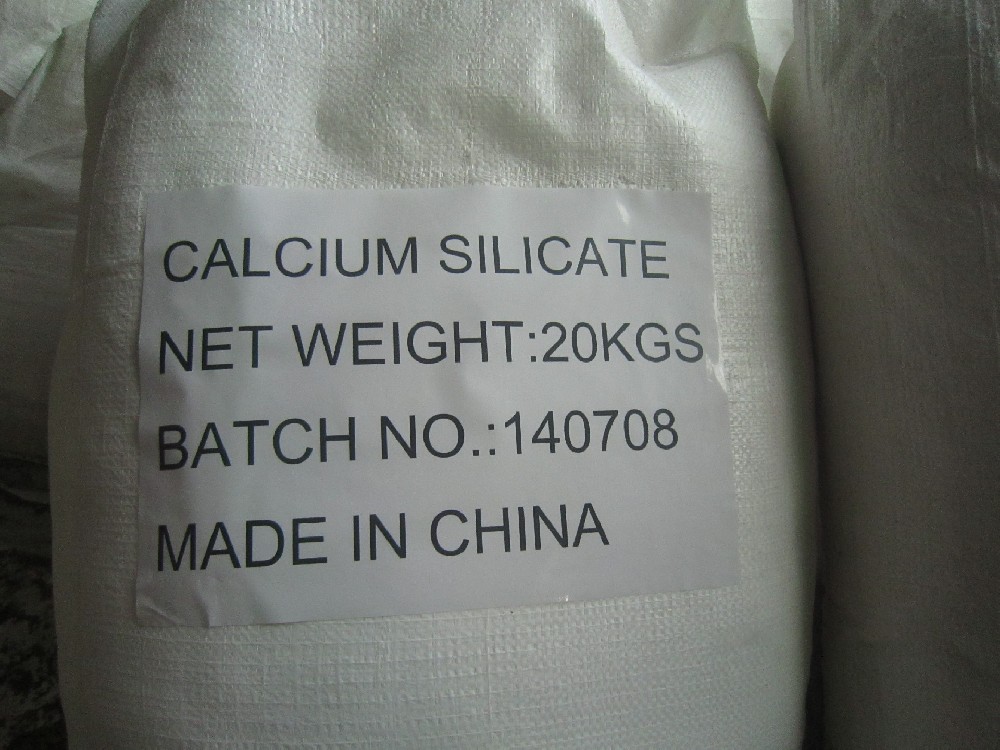 CALCIUM SILICATE
NET WEIGHT:20KGS
BATCH NO.:140708
MADE IN CHINA